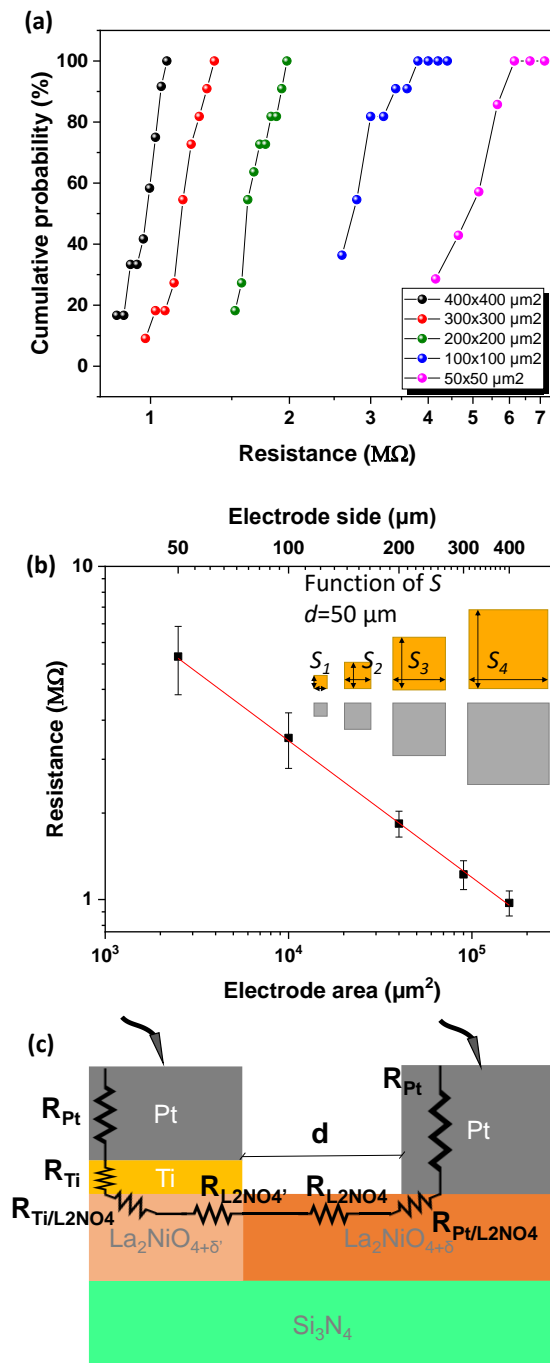 (a)
100
80
60
40
20
0
Cumulative probability (%)
400x400 µm2
300x300 µm2
200x200 µm2
100x100 µm2
50x50 µm2
1 2 3 4 5 6 7
Resistance (MΩ)
Electrode side (µm)
50 100 200 300 400
(b)
10
Function of S
d=50 µm
S1 S2 S3 S4
Resistance (MΩ)
1
10³ 10⁴ 10⁵
Electrode area (µm²)
(c)
RPt Pt RPt Pt
d
RTi Ti
RTi/L2NO4 RL2NO4' RL2NO4 RPt/L2NO4
La₂NiO₄₊δ' La₂NiO₄₊δ
Si₃N₄